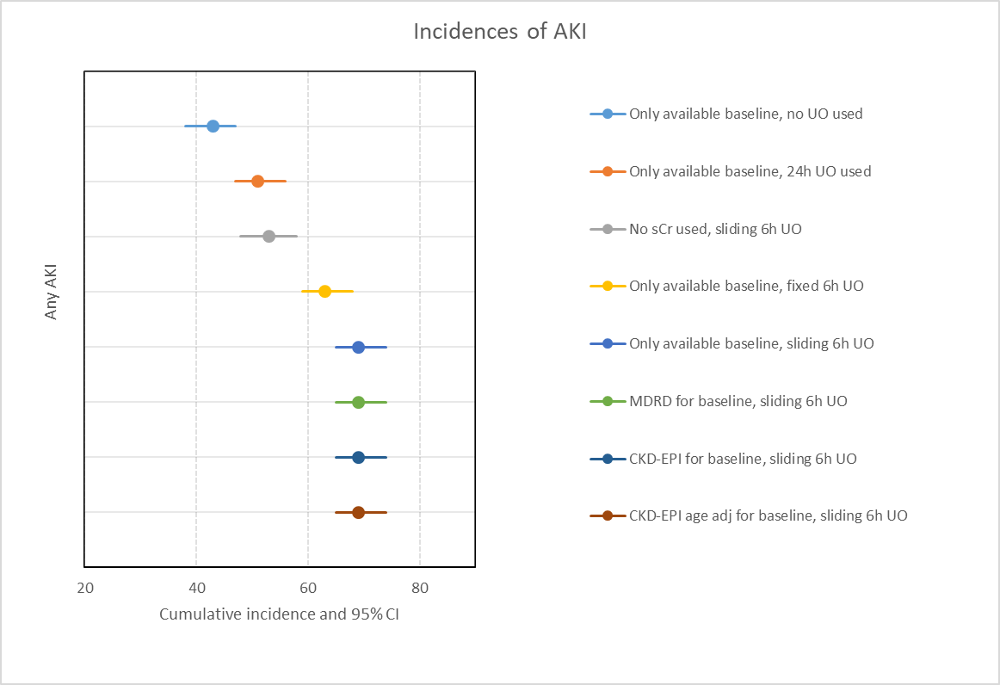 Incidences of AKI
Any AKI
20 40 60 80
Cumulative incidence and 95% CI
Only available baseline, no UO used
Only available baseline, 24h UO used
No sCr used, sliding 6h UO
Only available baseline, fixed 6h UO
Only available baseline, sliding 6h UO
MDRD for baseline, sliding 6h UO
CKD-EPI for baseline, sliding 6h UO
CKD-EPI age adj for baseline, sliding 6h UO